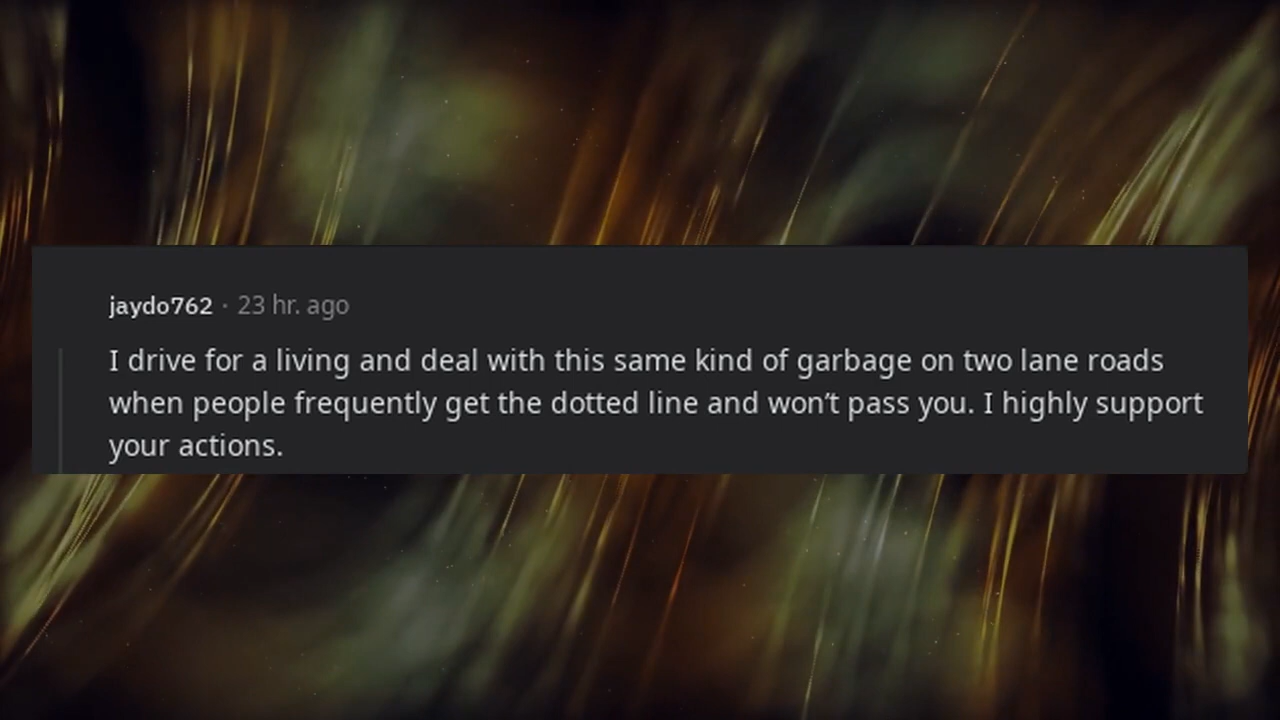 jaydo762 · 23 hr. ago
I drive for a living and deal with this same kind of garbage on two lane roads
when people frequently get the dotted line and won’t pass you. I highly support
your actions.